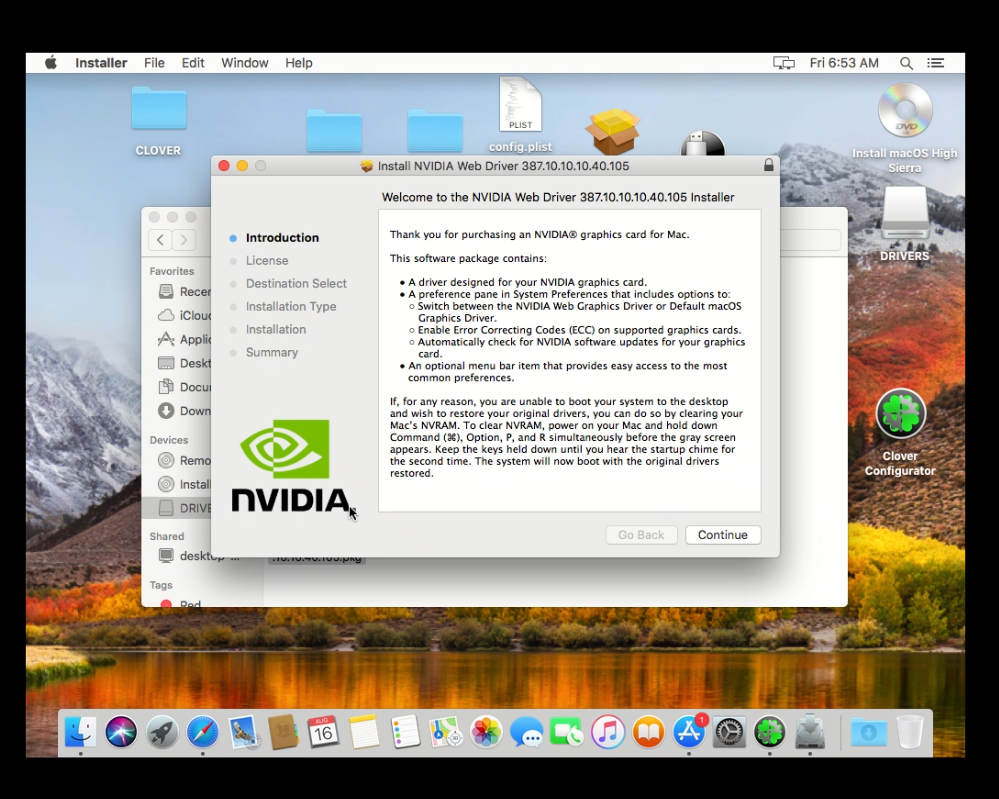 Installer File Edit Window Help Fri 6:53 AM
CLOVER
PLIST
config.plist
DVD
Install macOS High
Sierra
DRIVERS
Clover
Configurator
Install NVIDIA Web Driver 387.10.10.10.40.105
Welcome to the NVIDIA Web Driver 387.10.10.10.40.105 Installer
Introduction
License
Destination Select
Installation Type
Installation
Summary
nVIDIA
Thank you for purchasing an NVIDIA® graphics card for Mac.
This software package contains:
• A driver designed for your NVIDIA graphics card.
• A preference pane in System Preferences that includes options to:
○ Switch between the NVIDIA Web Graphics Driver or Default macOS
Graphics Driver.
○ Enable Error Correcting Codes (ECC) on supported graphics cards.
○ Automatically check for NVIDIA software updates for your graphics
card.
• An optional menu bar item that provides easy access to the most
common preferences.
If, for any reason, you are unable to boot your system to the desktop
and wish to restore your original drivers, you can do so by clearing your
Mac's NVRAM. To clear NVRAM, power on your Mac and hold down
Command (⌘), Option, P, and R simultaneously before the gray screen
appears. Keep the keys held down until you hear the startup chime for
the second time. The system will now boot with the original drivers
restored.
Go Back Continue
Favorites
Recen
iCloud
Applic
Deskt
Docu
Down
Devices
Remo
Install
DRIVE
Shared
desktop-...
Tags
Red
.10.10.40.105.pkg
AUG
16
1